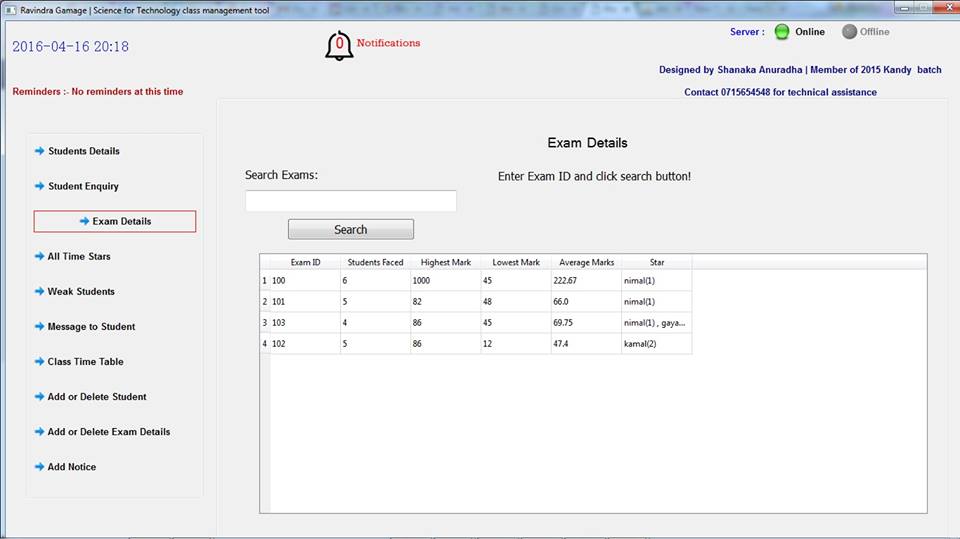 Ravindra Gamage | Science for Technology class management tool
2016-04-16 20:18
0 Notifications
Server : Online Offline
Designed by Shanaka Anuradha | Member of 2015 Kandy batch
Contact 0715654548 for technical assistance
Reminders :- No reminders at this time
Students Details
Student Enquiry
Exam Details
All Time Stars
Weak Students
Message to Student
Class Time Table
Add or Delete Student
Add or Delete Exam Details
Add Notice
Exam Details
Search Exams:
Enter Exam ID and click search button!
Search
Exam ID Students Faced Highest Mark Lowest Mark Average Marks Star
1 100 6 1000 45 222.67 nimal(1)
2 101 5 82 48 66.0 nimal(1)
3 103 4 86 45 69.75 nimal(1) , gaya...
4 102 5 86 12 47.4 kamal(2)